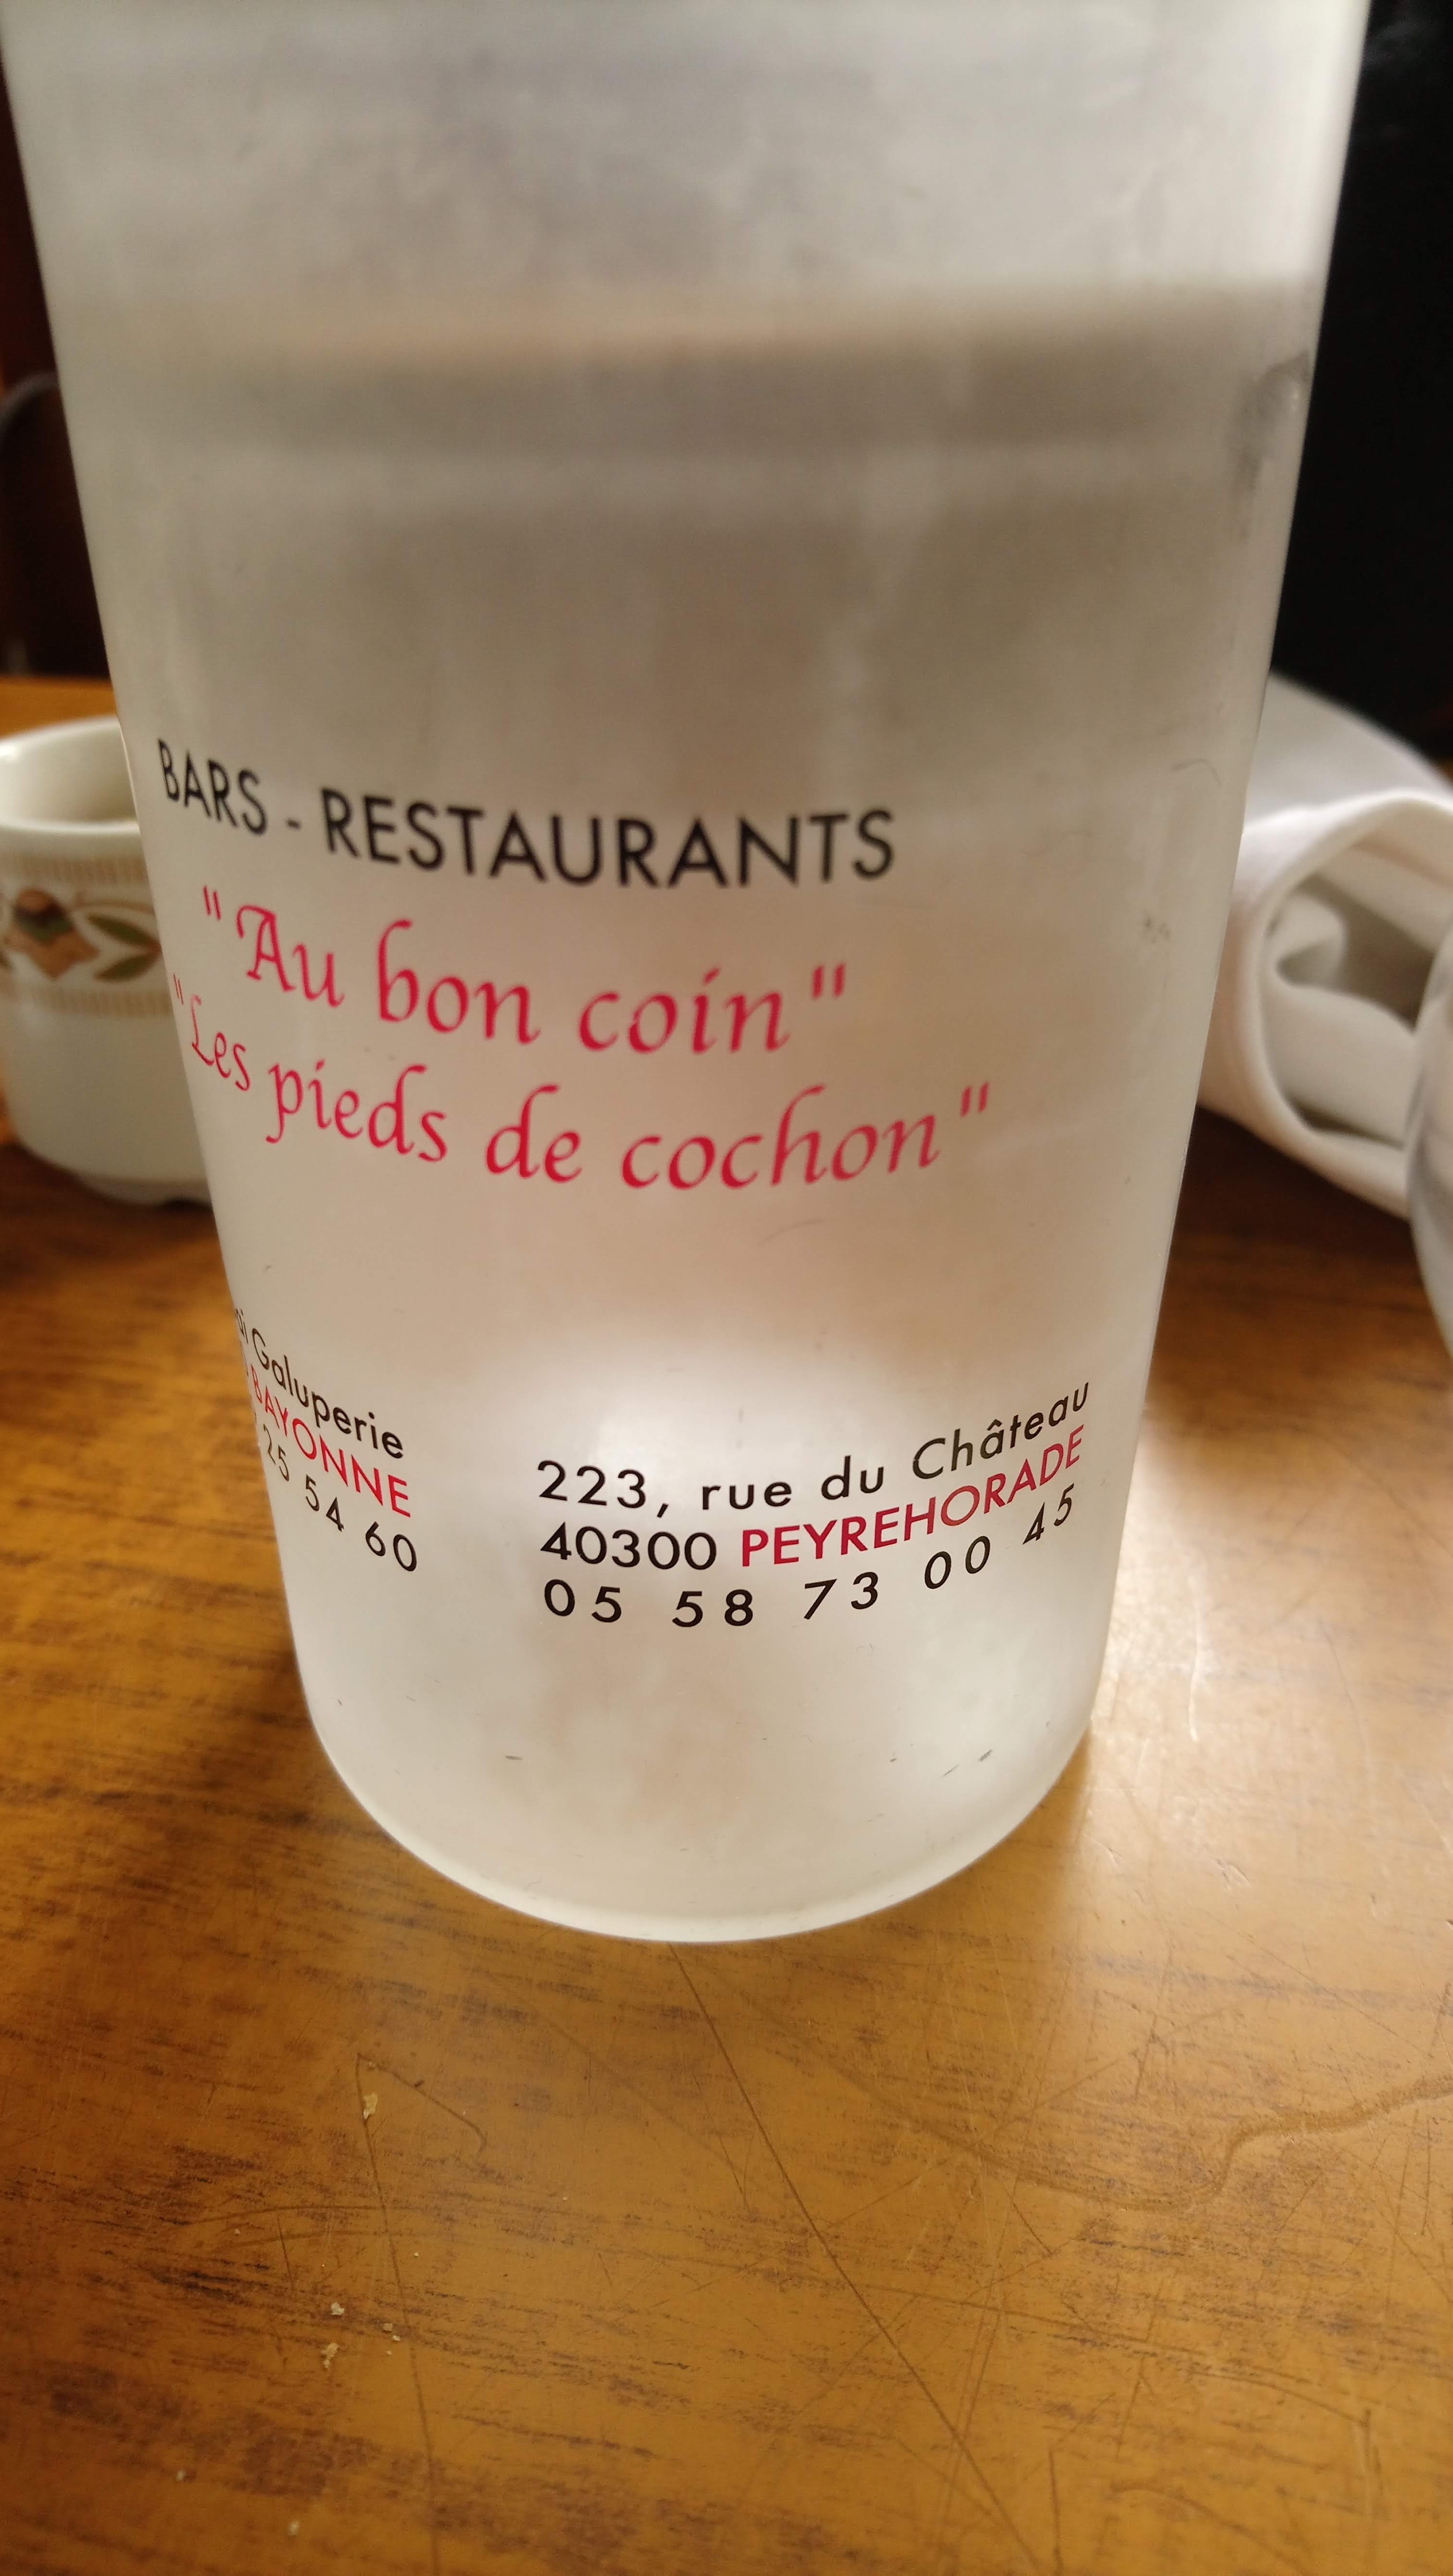 BARS - RESTAURANTS
"Au bon coin"
"Les pieds de cochon"
Galuperie
BAYONNE
25 54 60
223, rue du Château
40300 PEYREHORADE
05 58 73 00 45